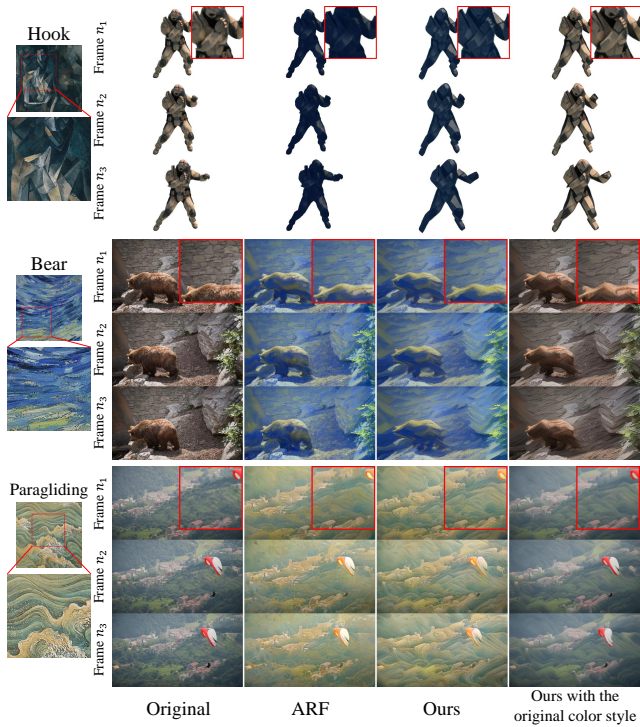 Hook
Frame n₁
Frame n₂
Frame n₃
Bear
Frame n₁
Frame n₂
Frame n₃
Paragliding
Frame n₁
Frame n₂
Frame n₃
Original
ARF
Ours
Ours with the
original color style